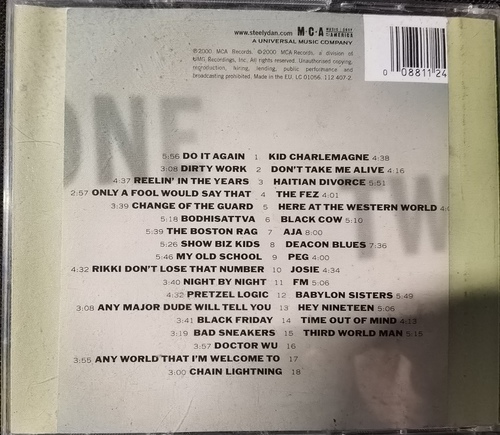 www.steelydan.com MCA MUSIC CORP OF AMERICA
A UNIVERSAL MUSIC COMPANY
℗2000 MCA Records. ©2000 MCA Records, a division of
UMG Recordings, Inc. All rights reserved. Unauthorised copying,
reproduction, hiring, lending, public performance and
broadcasting prohibited. Made in the EU. LC 01056. 112 407-2.
0 08811 24
ONE
TW
5:56 DO IT AGAIN 1 KID CHARLEMAGNE 4:38
3:08 DIRTY WORK 2 DON'T TAKE ME ALIVE 4:16
4:37 REELIN' IN THE YEARS 3 HAITIAN DIVORCE 5:51
2:57 ONLY A FOOL WOULD SAY THAT 4 THE FEZ 4:01
3:39 CHANGE OF THE GUARD 5 HERE AT THE WESTERN WORLD
5:18 BODHISATTVA 6 BLACK COW 5:10
5:39 THE BOSTON RAG 7 AJA 8:00
5:26 SHOW BIZ KIDS 8 DEACON BLUES 7:36
5:46 MY OLD SCHOOL 9 PEG 4:00
4:32 RIKKI DON'T LOSE THAT NUMBER 10 JOSIE 4:34
3:40 NIGHT BY NIGHT 11 FM 5:06
4:32 PRETZEL LOGIC 12 BABYLON SISTERS 5:49
3:08 ANY MAJOR DUDE WILL TELL YOU 13 HEY NINETEEN 5:06
3:41 BLACK FRIDAY 14 TIME OUT OF MIND 4:13
3:19 BAD SNEAKERS 15 THIRD WORLD MAN 5:15
3:57 DOCTOR WU 16
3:55 ANY WORLD THAT I'M WELCOME TO 17
3:00 CHAIN LIGHTNING 18